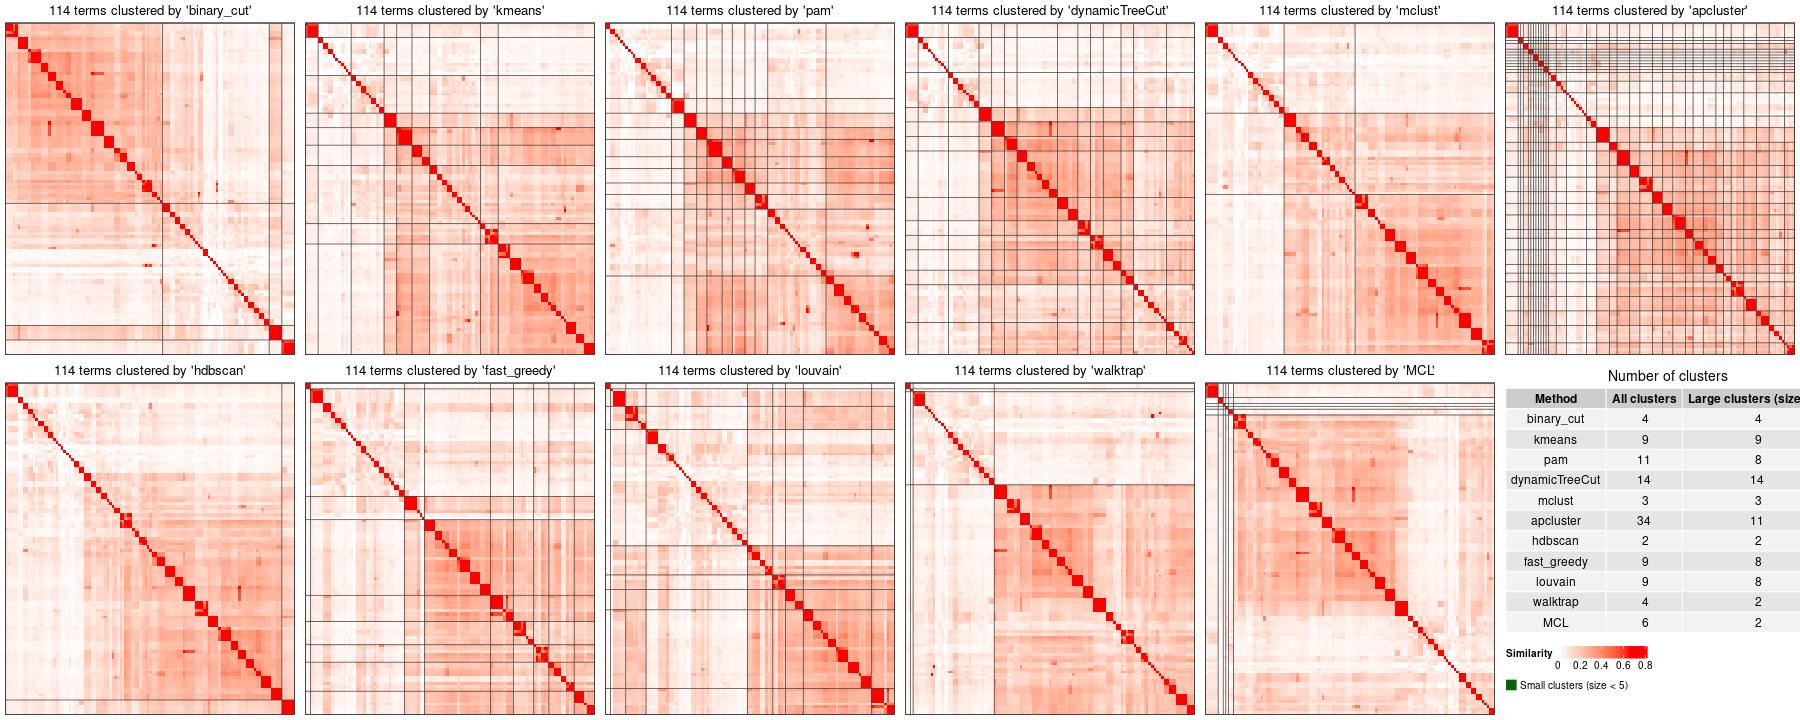 114 terms clustered by 'binary_cut'
114 terms clustered by 'kmeans'
114 terms clustered by 'pam'
114 terms clustered by 'dynamicTreeCut'
114 terms clustered by 'mclust'
114 terms clustered by 'apcluster'
114 terms clustered by 'hdbscan'
114 terms clustered by 'fast_greedy'
114 terms clustered by 'louvain'
114 terms clustered by 'walktrap'
114 terms clustered by 'MCL'
Number of clusters
Method All clusters Large clusters (size
binary_cut 4 4
kmeans 9 9
pam 11 8
dynamicTreeCut 14 14
mclust 3 3
apcluster 34 11
hdbscan 2 2
fast_greedy 9 8
louvain 9 8
walktrap 4 2
MCL 6 2
Similarity
0 0.2 0.4 0.6 0.8
Small clusters (size < 5)